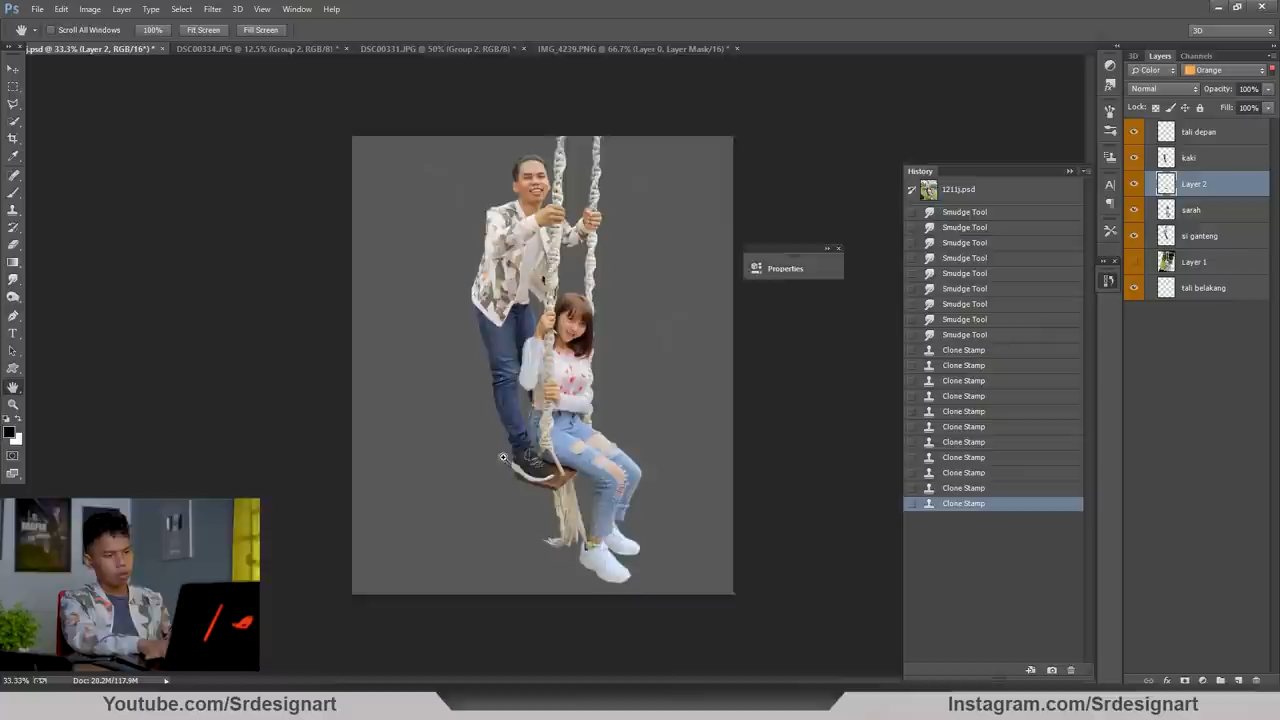 Ps File Edit Image Layer Type Select Filter 3D View Window Help
Scroll All Windows 100% Fit Screen Fill Screen 3D
j.psd @ 33.3% (Layer 2, RGB/16*) * × DSC00334.JPG @ 12.5% (Group 2, RGB/8) * × DSC00331.JPG @ 50% (Group 2, RGB/8*) * × IMG_4239.PNG @ 66.7% (Layer 0, Layer Mask/16) * ×
3D Layers Channels
Color Orange
Normal Opacity: 100%
Lock: Fill: 100%
tali depan
kaki
Layer 2
sarah
si ganteng
Layer 1
tali belakang
History
1211j.psd
Smudge Tool
Smudge Tool
Smudge Tool
Smudge Tool
Smudge Tool
Smudge Tool
Smudge Tool
Smudge Tool
Smudge Tool
Clone Stamp
Clone Stamp
Clone Stamp
Clone Stamp
Clone Stamp
Clone Stamp
Clone Stamp
Clone Stamp
Clone Stamp
Clone Stamp
Clone Stamp
Properties
33.33% Doc: 28.2M/117.9M
Youtube.com/Srdesignart
Instagram.com/Srdesignart